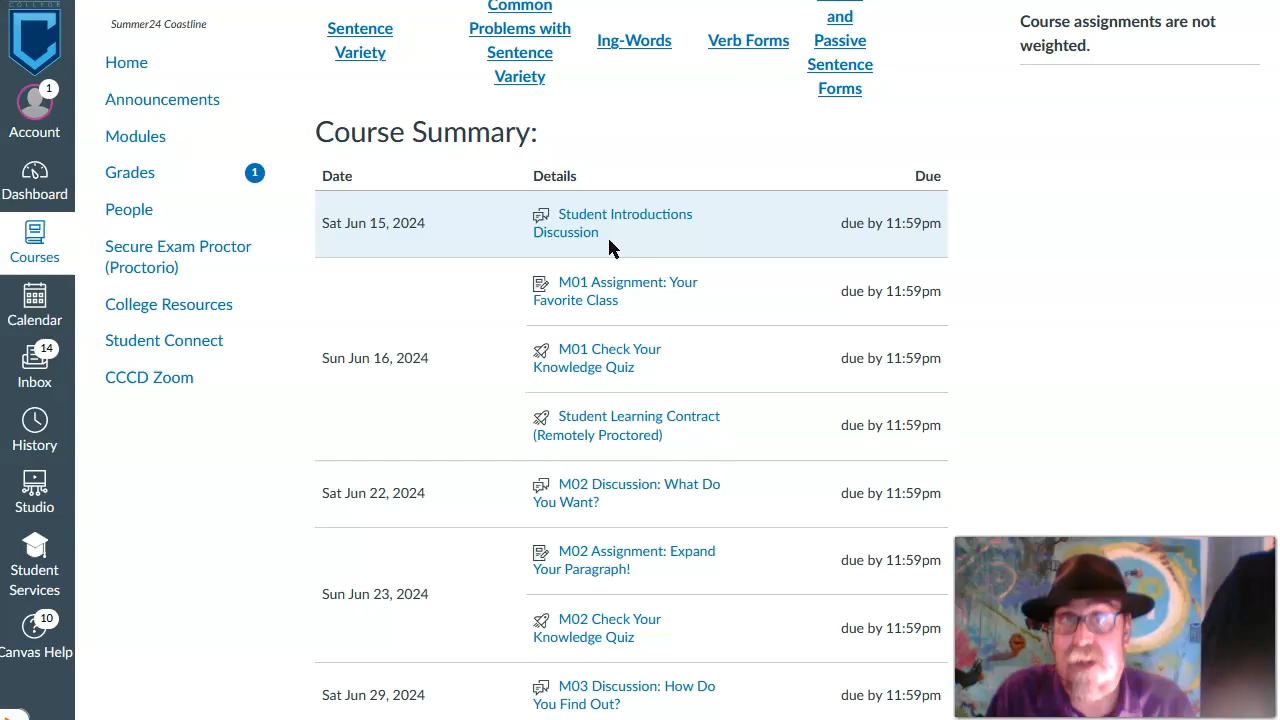 COLLEGE
1
Account
Dashboard
Courses
Calendar
14
Inbox
History
Studio
Student
Services
10
Canvas Help
Summer24 Coastline
Home
Announcements
Modules
Grades
1
People
Secure Exam Proctor
(Proctorio)
College Resources
Student Connect
CCCD Zoom
Sentence
Variety
Common
Problems with
Sentence
Variety
Ing-Words
Verb Forms
and
Passive
Sentence
Forms
Course assignments are not
weighted.
Course Summary:
Date Details Due
Sat Jun 15, 2024 Student Introductions
Discussion due by 11:59pm
M01 Assignment: Your
Favorite Class due by 11:59pm
Sun Jun 16, 2024 M01 Check Your
Knowledge Quiz due by 11:59pm
Student Learning Contract
(Remotely Proctored) due by 11:59pm
Sat Jun 22, 2024 M02 Discussion: What Do
You Want? due by 11:59pm
M02 Assignment: Expand
Your Paragraph! due by 11:59pm
Sun Jun 23, 2024
M02 Check Your
Knowledge Quiz due by 11:59pm
Sat Jun 29, 2024 M03 Discussion: How Do
You Find Out? due by 11:59pm